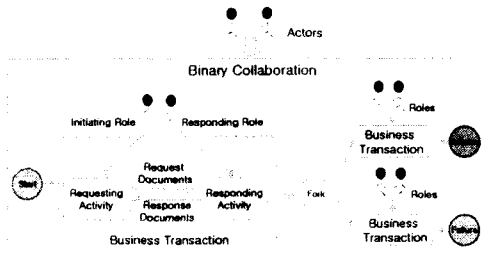 Actors
Binary Collaboration
Initiating Role
Responding Role
Roles
Business
Transaction
Request
Documents
Start
Requesting
Activity
Response
Documents
Responding
Activity
Fork
Roles
Business
Transaction
Failure
Business Transaction